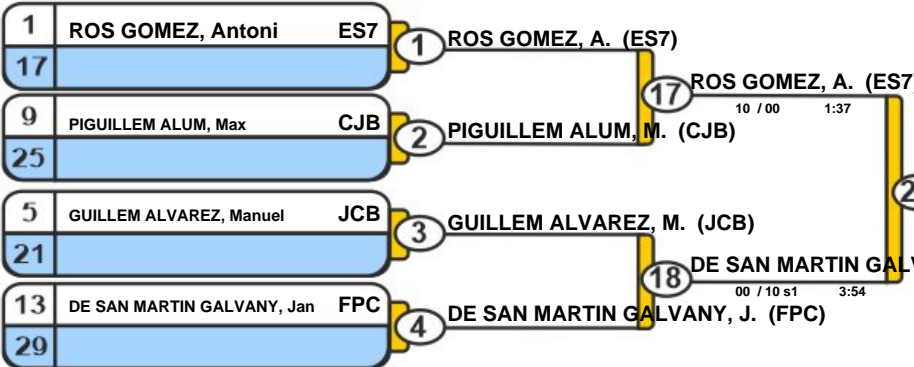 1 ROS GOMEZ, Antoni ES7
17
1 ROS GOMEZ, A. (ES7)
17 ROS GOMEZ, A. (ES7)
10 / 00 1:37
9 PIGUILLEM ALUM, Max CJB
25
2 PIGUILLEM ALUM, M. (CJB)
5 GUILLEM ALVAREZ, Manuel JCB
21
3 GUILLEM ALVAREZ, M. (JCB)
18 DE SAN MARTIN GALV
00 / 10 s1 3:54
13 DE SAN MARTIN GALVANY, Jan FPC
29
4 DE SAN MARTIN GALVANY, J. (FPC)